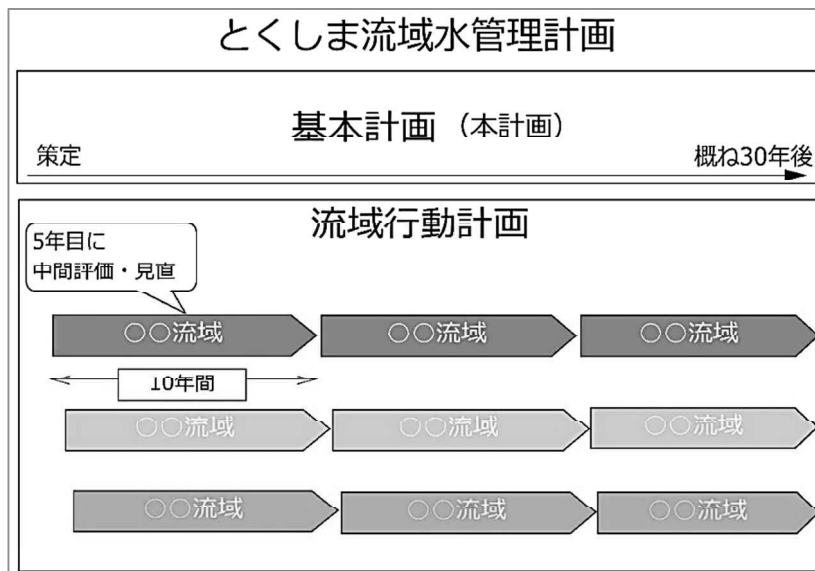 とくしま流域水管理計画
基本計画（本計画）
策定
概ね30年後
流域行動計画
5年目に
中間評価・見直
○○流域
○○流域
○○流域
10年間
○○流域
○○流域
○○流域
○○流域
○○流域
○○流域